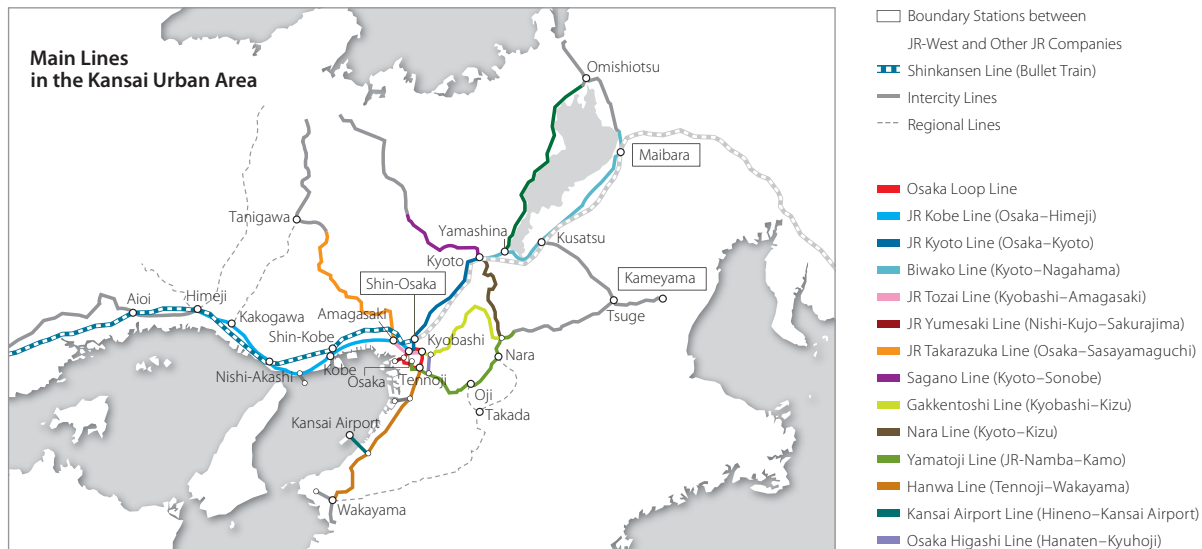 Main Lines
in the Kansai Urban Area
Omishiotsu
Maibara
Tanigawa
Yamashina
Kusatsu
Kyoto
Kameyama
Shin-Osaka
Aioi
Himeji
Amagasaki
Tsuge
Kakogawa
Shin-Kobe
Kyobashi
Nara
Kobe
Osaka
Tennoji
Nishi-Akashi
Oji
Takada
Kansai Airport
Wakayama
Boundary Stations between
JR-West and Other JR Companies
Shinkansen Line (Bullet Train)
Intercity Lines
Regional Lines
Osaka Loop Line
JR Kobe Line (Osaka–Himeji)
JR Kyoto Line (Osaka–Kyoto)
Biwako Line (Kyoto–Nagahama)
JR Tozai Line (Kyobashi–Amagasaki)
JR Yumesaki Line (Nishi-Kujo–Sakurajima)
JR Takarazuka Line (Osaka–Sasayamaguchi)
Sagano Line (Kyoto–Sonobe)
Gakkentoshi Line (Kyobashi–Kizu)
Nara Line (Kyoto–Kizu)
Yamatoji Line (JR-Namba–Kamo)
Hanwa Line (Tennoji–Wakayama)
Kansai Airport Line (Hineno–Kansai Airport)
Osaka Higashi Line (Hanaten–Kyuhoji)